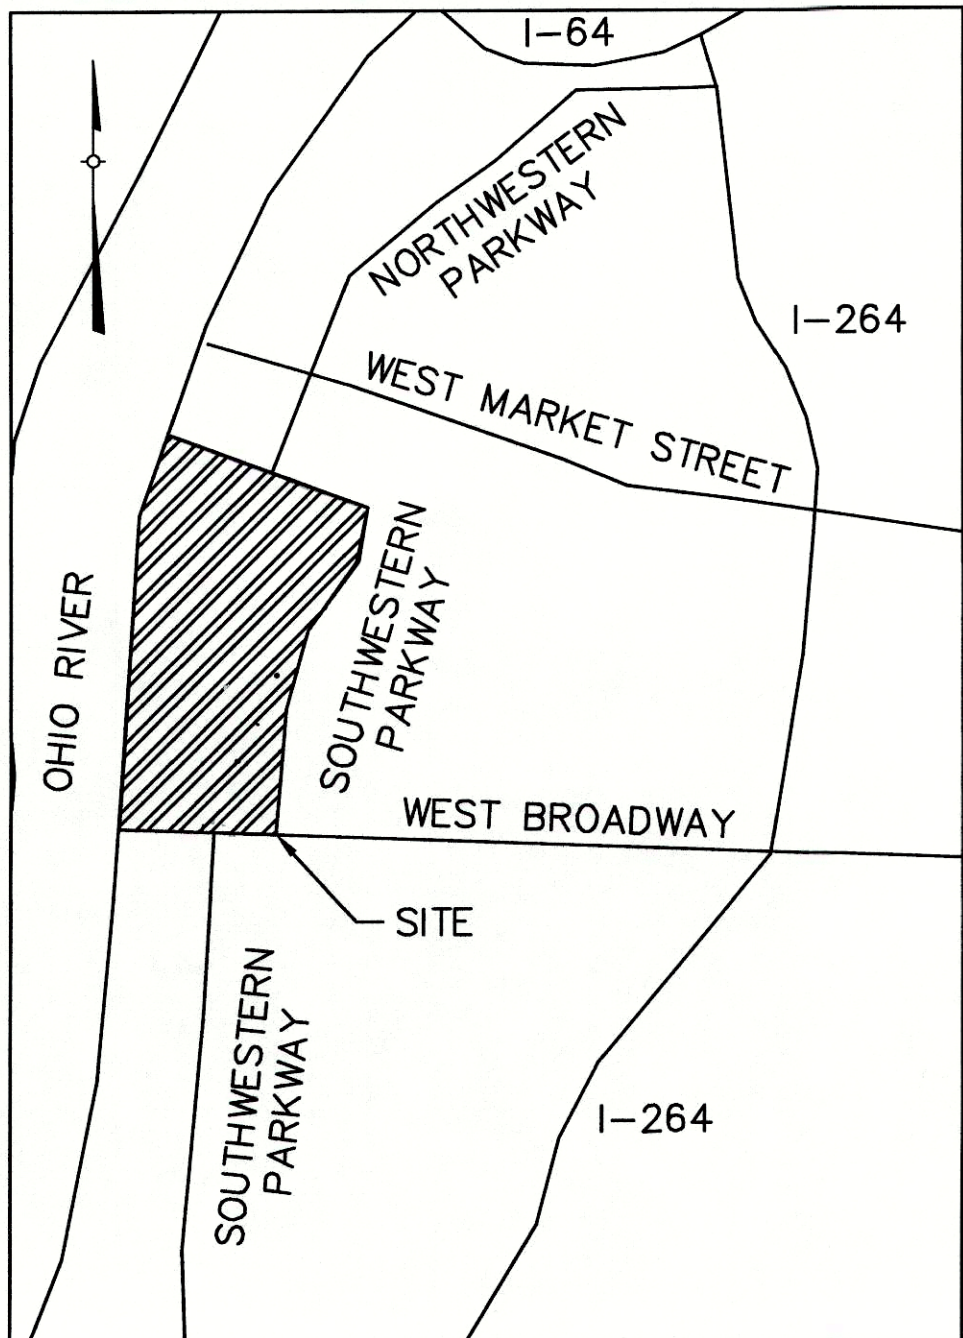 I-64
NORTHWESTERN
PARKWAY
I-264
WEST MARKET STREET
SOUTHWESTERN
PARKWAY
OHIO RIVER
WEST BROADWAY
SITE
SOUTHWESTERN
PARKWAY
I-264